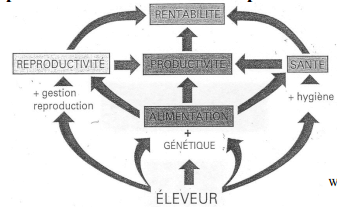 RENTABILITÉ
REPRODUCTIVITÉ
PRODUCTIVITÉ
SANTÉ
+ gestion
reproduction
+ hygiène
ALIMENTATION
+
GÉNÉTIQUE
ÉLEVEUR
w